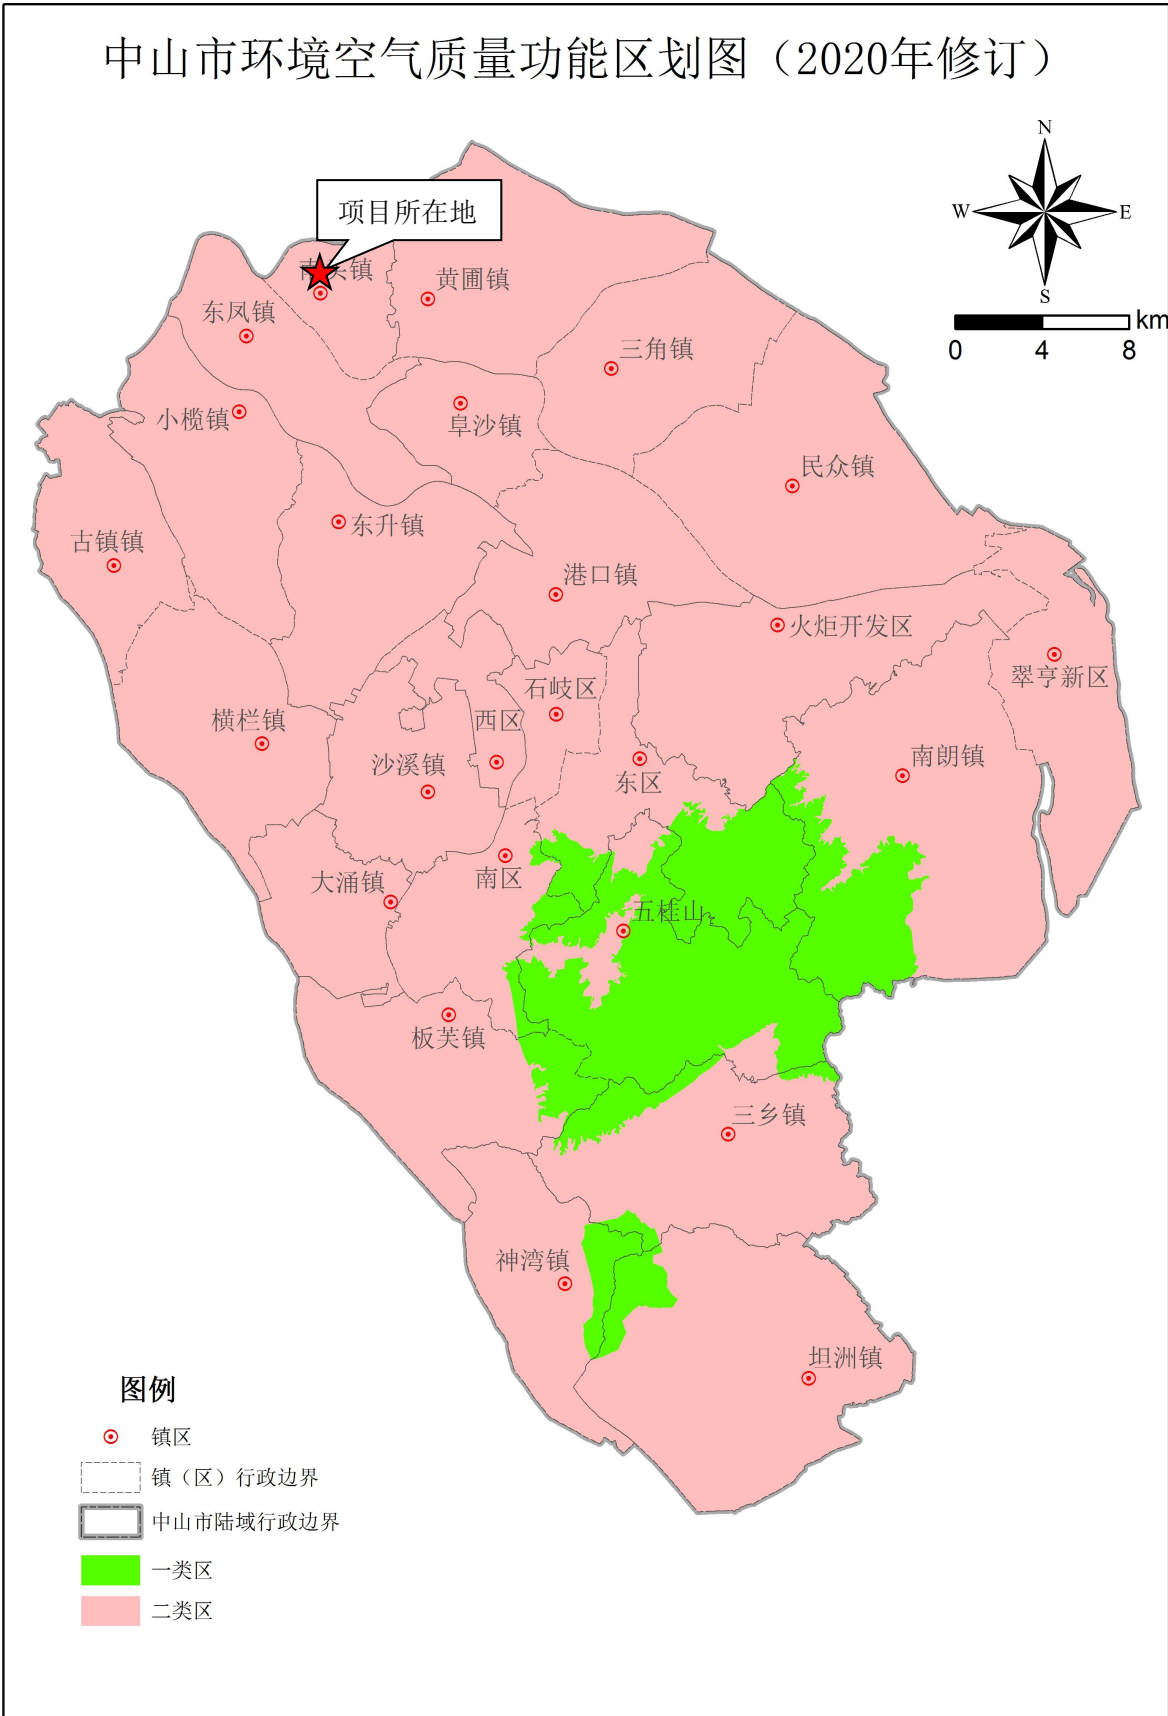 中山市环境空气质量功能区划图（2020年修订）
N
W
E
S
km
0
4
8
项目所在地
南头镇
黄圃镇
东凤镇
三角镇
小榄镇
阜沙镇
民众镇
东升镇
古镇镇
港口镇
火炬开发区
翠亨新区
石岐区
西区
横栏镇
沙溪镇
南朗镇
东区
南区
大涌镇
五桂山
板芙镇
三乡镇
神湾镇
坦洲镇
图例
镇区
镇（区）行政边界
中山市陆域行政边界
一类区
二类区